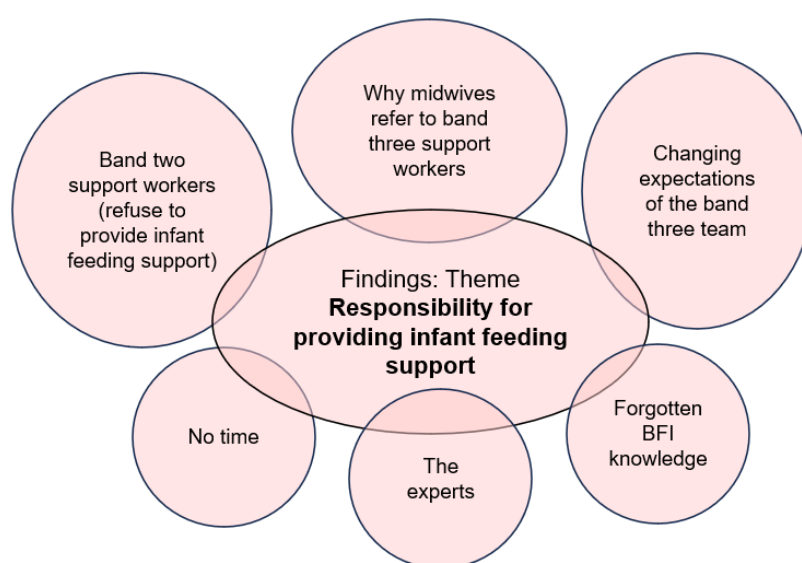 Why midwives
refer to band
three support
workers
Band two
support workers
(refuse to
provide infant
feeding support)
Changing
expectations
of the band
three team
Findings: Theme
Responsibility for
providing infant feeding
support
No time
The
experts
Forgotten
BFI
knowledge